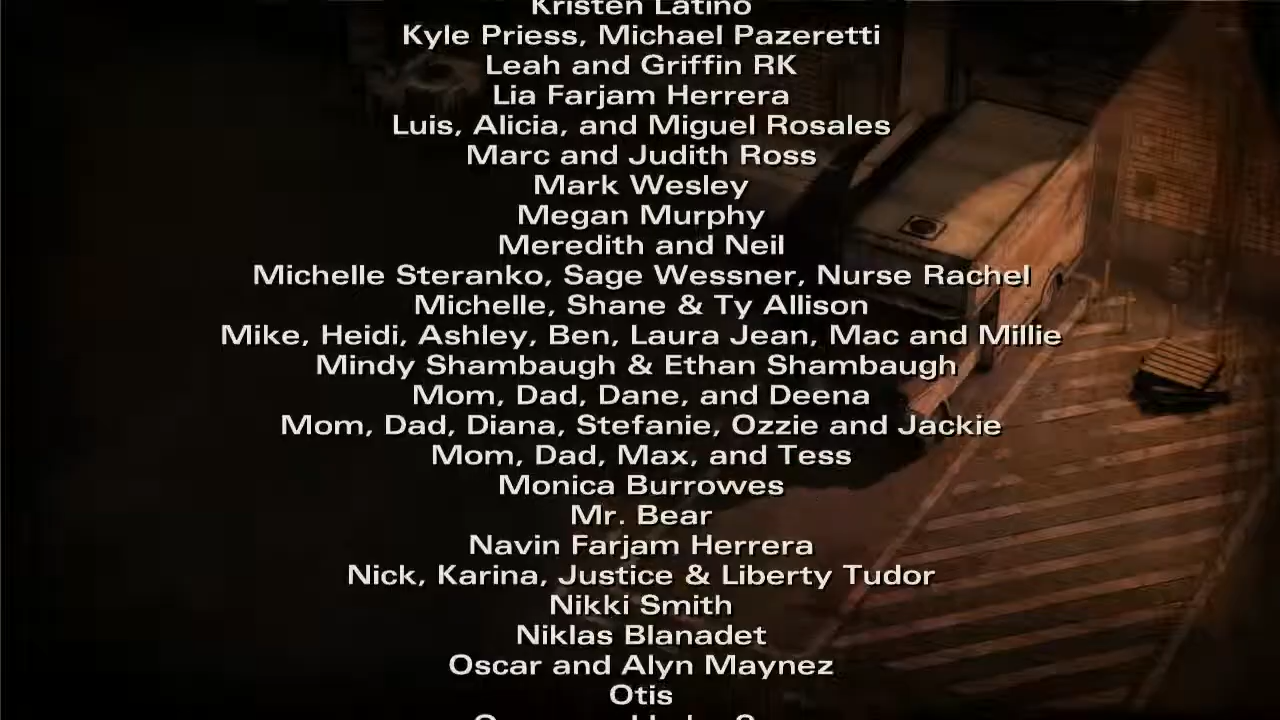 Kristen Latino
Kyle Priess, Michael Pazeretti
Leah and Griffin RK
Lia Farjam Herrera
Luis, Alicia, and Miguel Rosales
Marc and Judith Ross
Mark Wesley
Megan Murphy
Meredith and Neil
Michelle Steranko, Sage Wessner, Nurse Rachel
Michelle, Shane & Ty Allison
Mike, Heidi, Ashley, Ben, Laura Jean, Mac and Millie
Mindy Shambaugh & Ethan Shambaugh
Mom, Dad, Dane, and Deena
Mom, Dad, Diana, Stefanie, Ozzie and Jackie
Mom, Dad, Max, and Tess
Monica Burrowes
Mr. Bear
Navin Farjam Herrera
Nick, Karina, Justice & Liberty Tudor
Nikki Smith
Niklas Blanadet
Oscar and Alyn Maynez
Otis